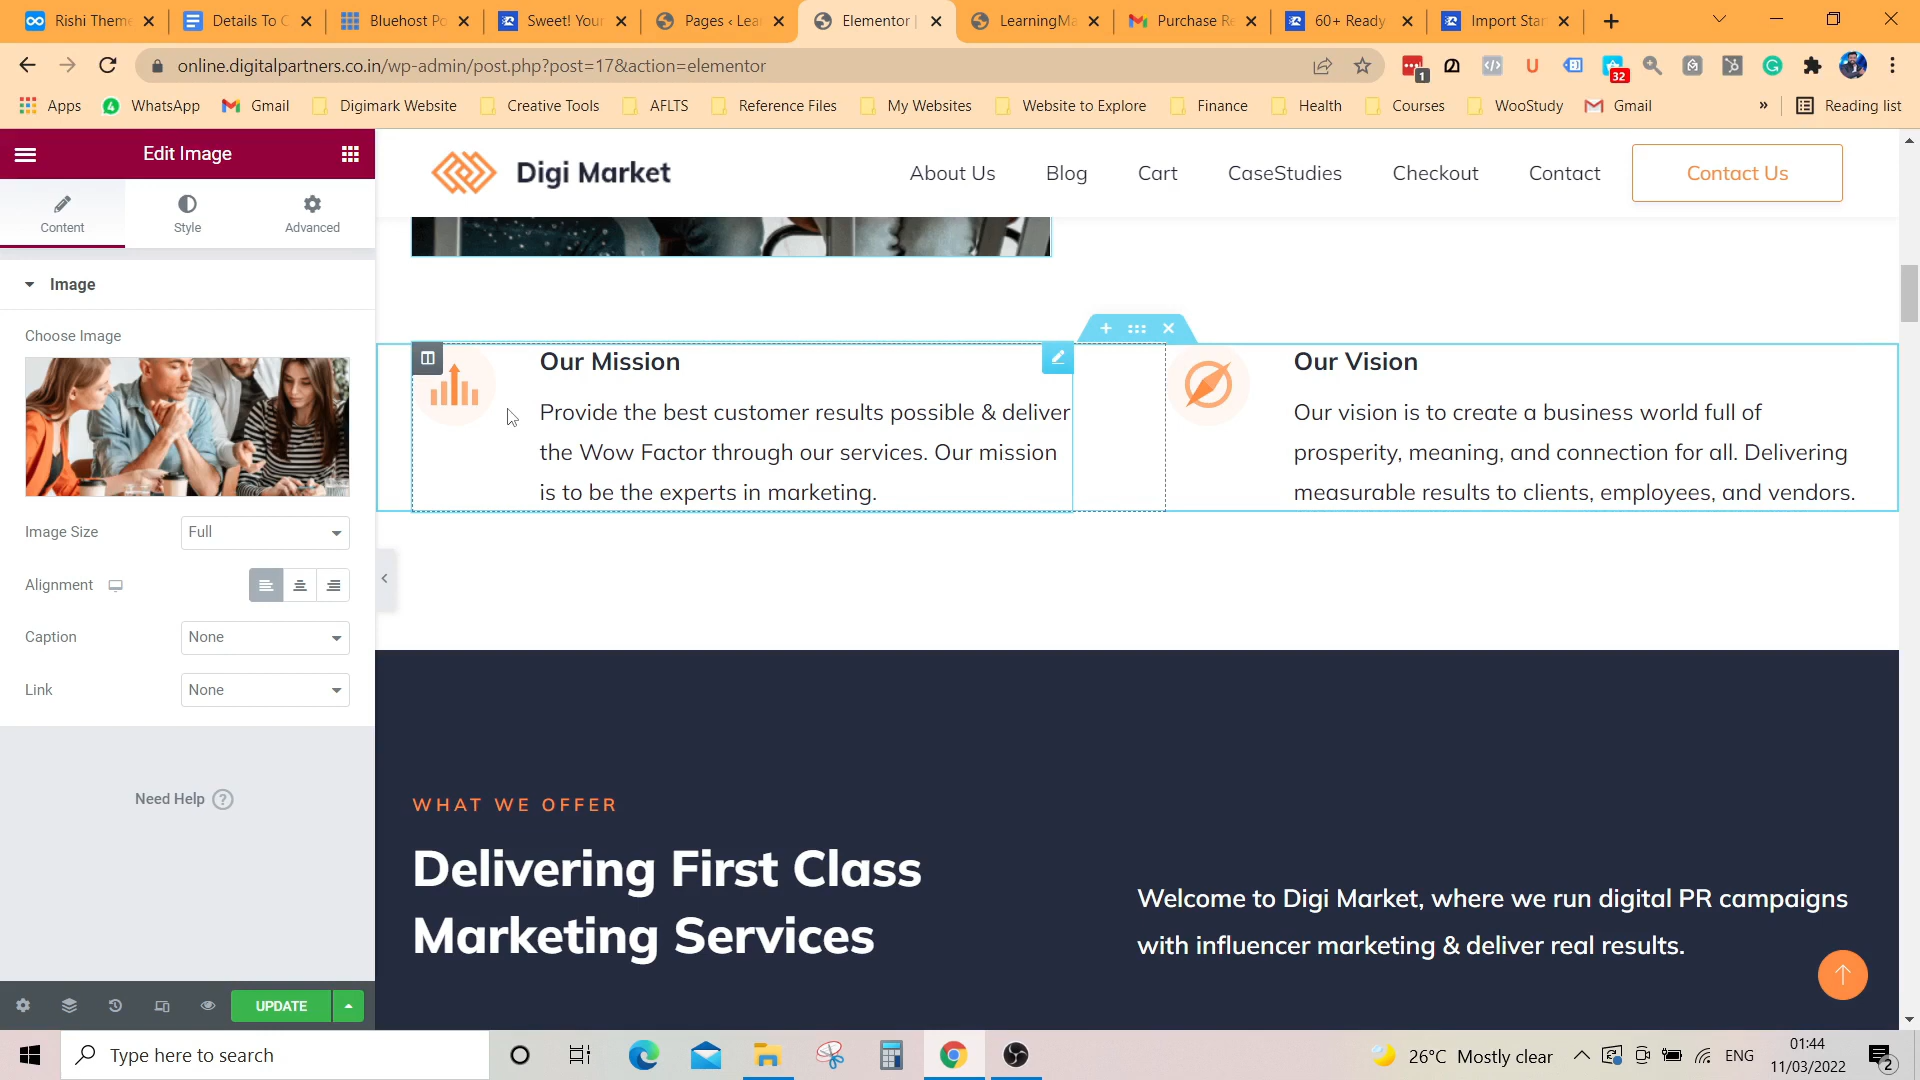 Rishi Theme
Details To C
Bluehost Po
Sweet! Your
Pages ‹ Lea
Elementor |
LearningMa
Purchase Re
60+ Ready
Import Star
online.digitalpartners.co.in/wp-admin/post.php?post=17&action=elementor
1
32
Apps
WhatsApp
Gmail
Digimark Website
Creative Tools
AFLTS
Reference Files
My Websites
Website to Explore
Finance
Health
Courses
WooStudy
Gmail
»
Reading list
Edit Image
Content
Style
Advanced
Image
Choose Image
Image Size
Full
Alignment
Caption
None
Link
None
Need Help ?
UPDATE
Digi Market
About Us
Blog
Cart
CaseStudies
Checkout
Contact
Contact Us
Our Mission
Provide the best customer results possible & deliver
the Wow Factor through our services. Our mission
is to be the experts in marketing.
Our Vision
Our vision is to create a business world full of
prosperity, meaning, and connection for all. Delivering
measurable results to clients, employees, and vendors.
WHAT WE OFFER
Delivering First Class
Marketing Services
Welcome to Digi Market, where we run digital PR campaigns
with influencer marketing & deliver real results.
Type here to search
26°C Mostly clear
ENG
01:44
11/03/2022
2